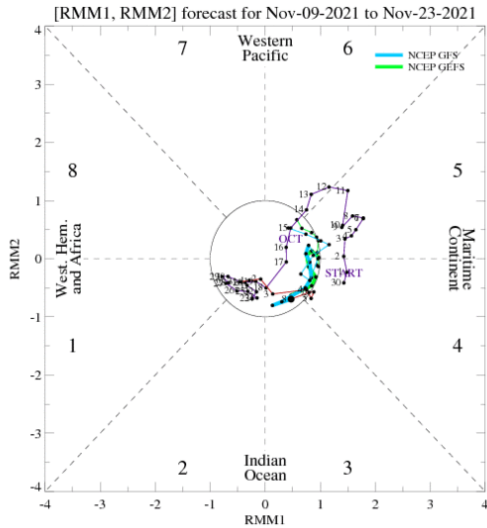 [RMM1, RMM2] forecast for Nov-09-2021 to Nov-23-2021
4
3
2
1
0
-1
-2
-3
-4
RMM2
-4
-3
-2
-1
0
1
2
3
4
RMM1
7
Western
Pacific
6
NCEP GFS
NCEP GEFS
8
5
West. Hem.
and Africa
Maritime
Continent
1
4
2
Indian
Ocean
3
13
12
11
14
15
OCT
16
17
2
START
30